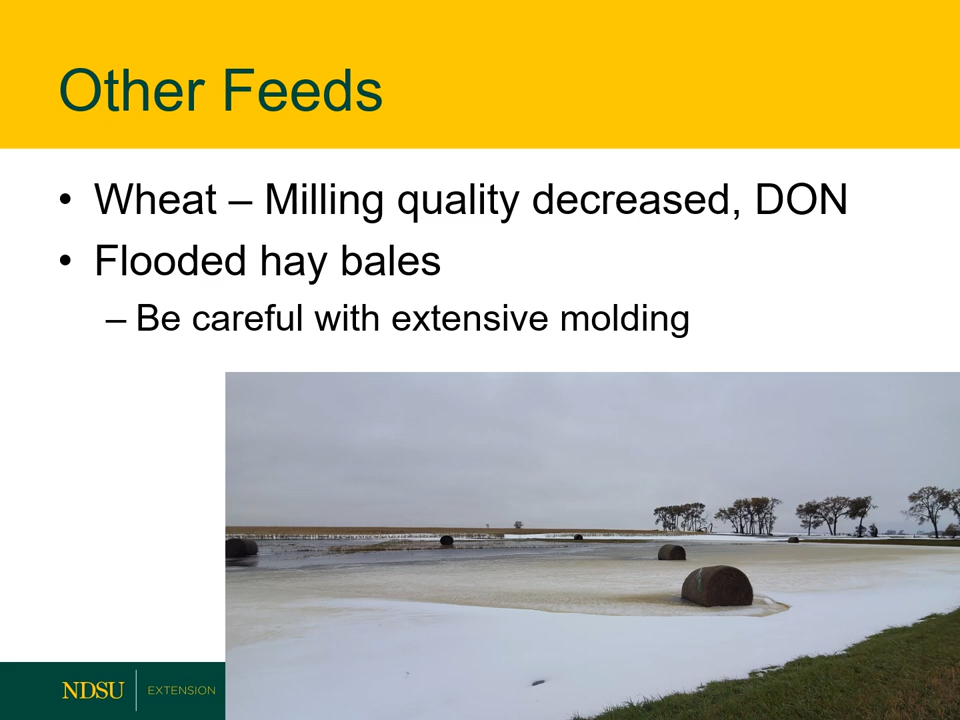 Other Feeds
• Wheat – Milling quality decreased, DON
• Flooded hay bales
– Be careful with extensive molding
NDSU EXTENSION